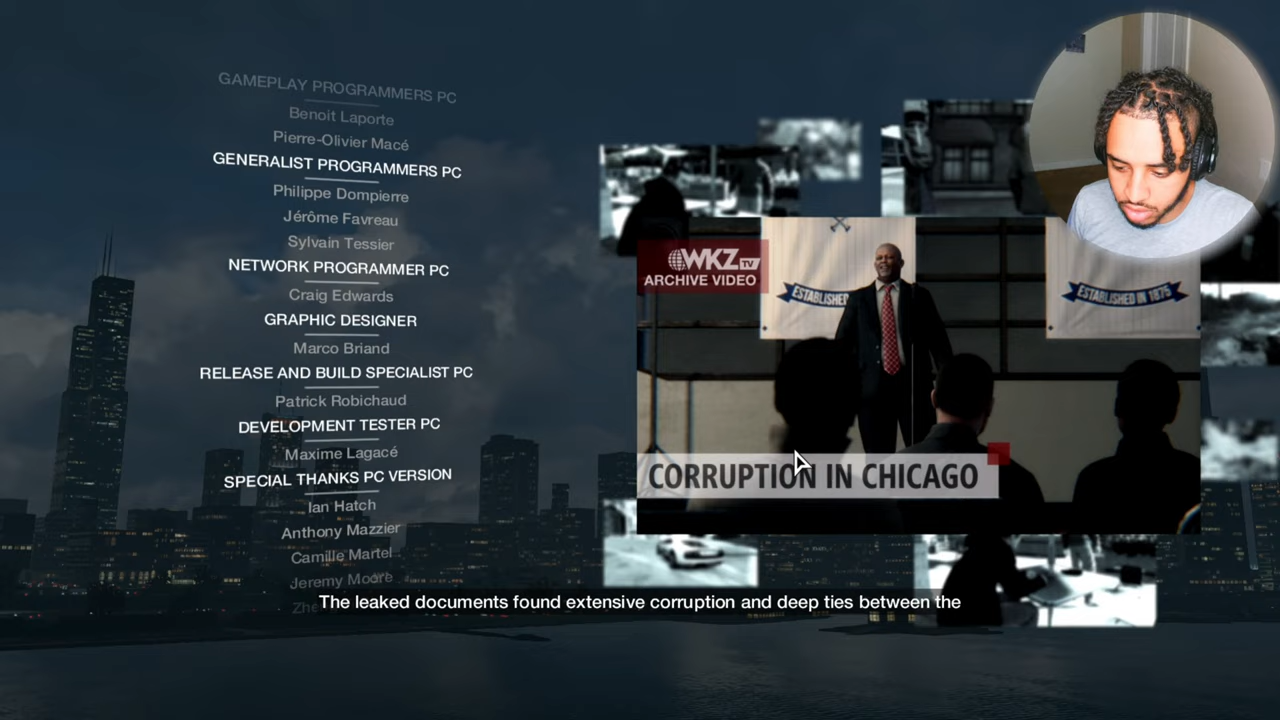 GAMEPLAY PROGRAMMERS PC
Benoit Laporte
Pierre-Olivier Macé
GENERALIST PROGRAMMERS PC
Philippe Dompierre
Jérôme Favreau
Sylvain Tessier
NETWORK PROGRAMMER PC
Craig Edwards
GRAPHIC DESIGNER
Marco Briand
RELEASE AND BUILD SPECIALIST PC
Patrick Robichaud
DEVELOPMENT TESTER PC
Maxime Lagacé
SPECIAL THANKS PC VERSION
Ian Hatch
Anthony Mazzier
Camille Martel
Jeremy Moore
WKZ TV
ARCHIVE VIDEO
ESTABLISHED
ESTABLISHED IN 1875
CORRUPTION IN CHICAGO
The leaked documents found extensive corruption and deep ties between the